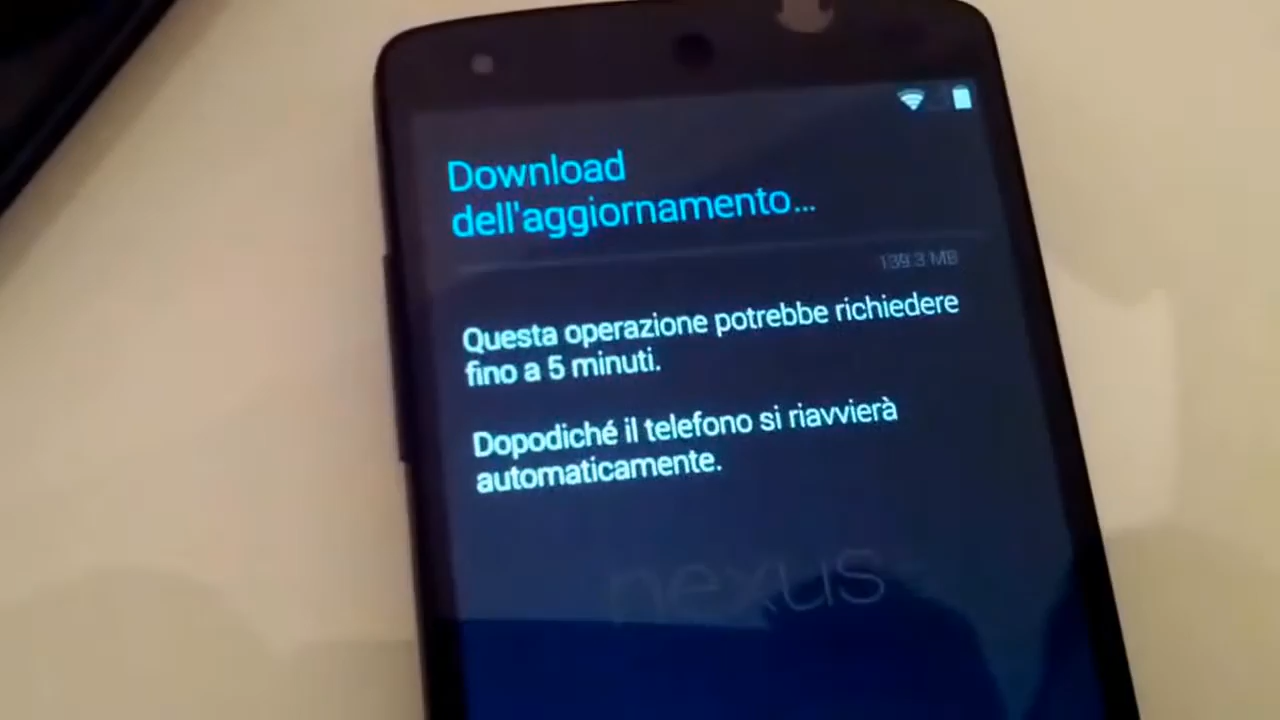 Download
dell'aggiornamento...
139.3 MB
Questa operazione potrebbe richiedere
fino a 5 minuti.
Dopodiché il telefono si riavvierà
automaticamente.
nexus